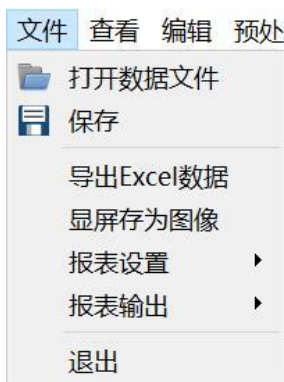 文件 查看 编辑 预处
打开数据文件
保存
导出Excel数据
显屏存为图像
报表设置
报表输出
退出